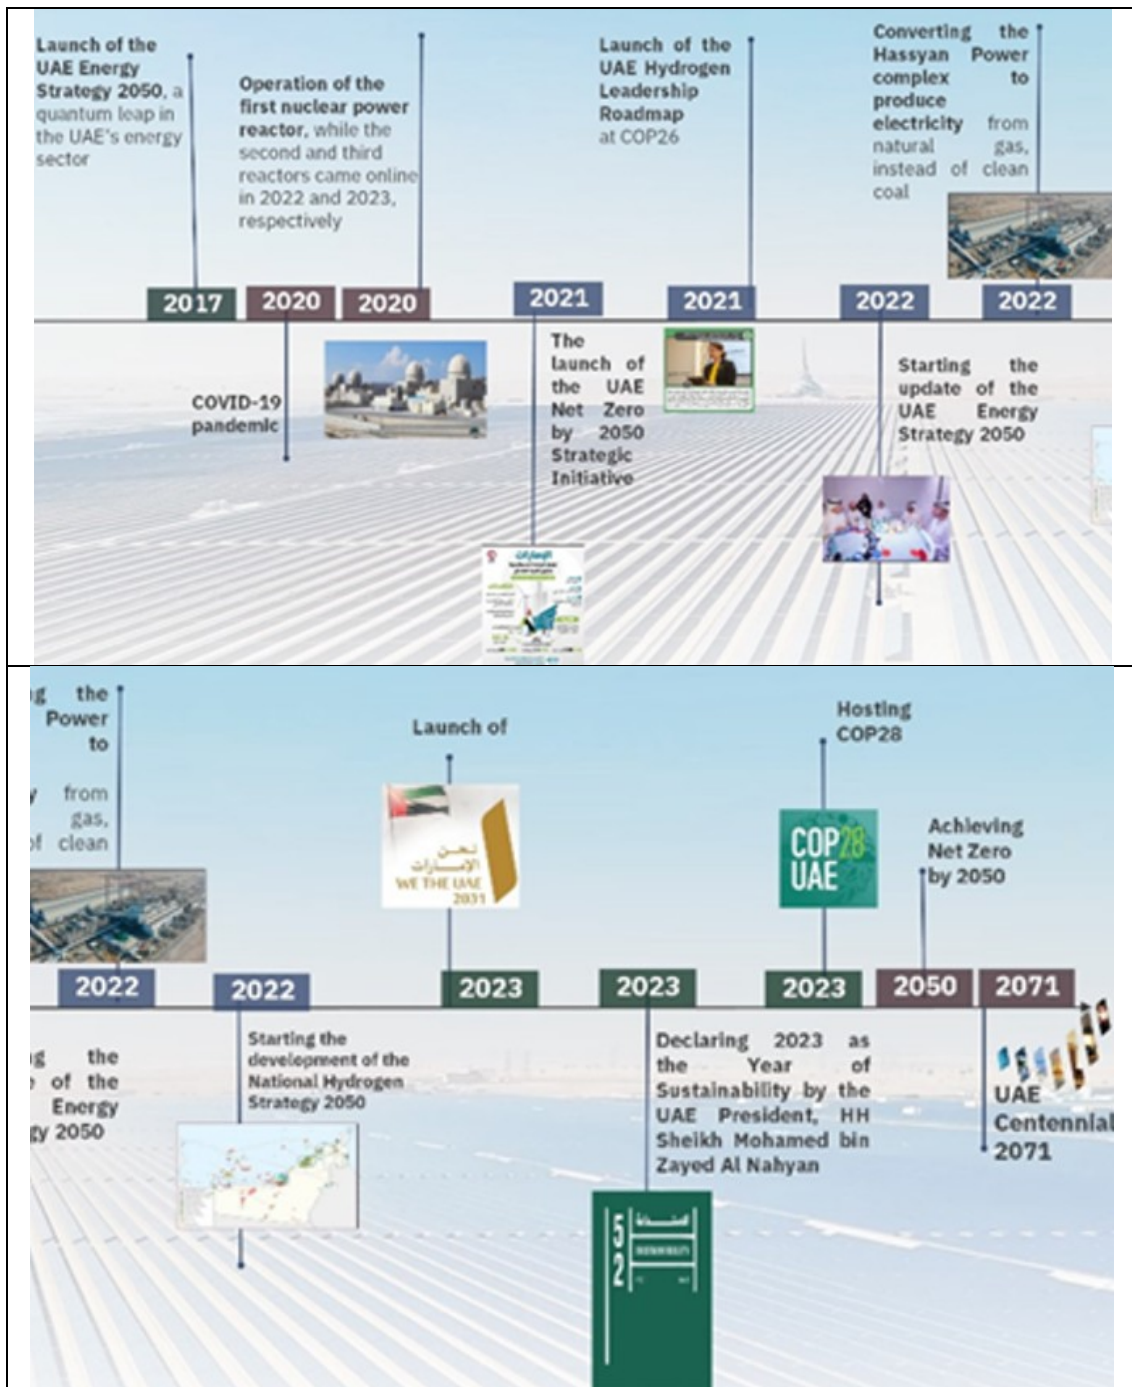 Launch of the
UAE Energy
Strategy 2050, a
quantum leap in
the UAE's energy
sector
Operation of the
first nuclear power
reactor, while the
second and third
reactors came online
in 2022 and 2023,
respectively
Launch of the
UAE Hydrogen
Leadership
Roadmap
at COP26
Converting the
Hassyan Power
complex to
produce
electricity from
natural gas,
instead of clean
coal
2017
2020
2020
2021
2021
2022
2022
COVID-19
pandemic
The
launch of
the UAE
Net Zero
by 2050
Strategic
Initiative
Starting the
update of the
UAE Energy
Strategy 2050
الإمارات
g the
Power
to
y from
gas,
of clean
Launch of
نحن
الإمارات
WE THE UAE
2031
Hosting
COP28
COP28
UAE
Achieving
Net Zero
by 2050
2022
2022
2023
2023
2023
2050
2071
g the
of the
Energy
gy 2050
Starting the
development of the
National Hydrogen
Strategy 2050
Declaring 2023 as
the Year of
Sustainability by the
UAE President, HH
Sheikh Mohamed bin
Zayed Al Nahyan
UAE
Centennial
2071
52